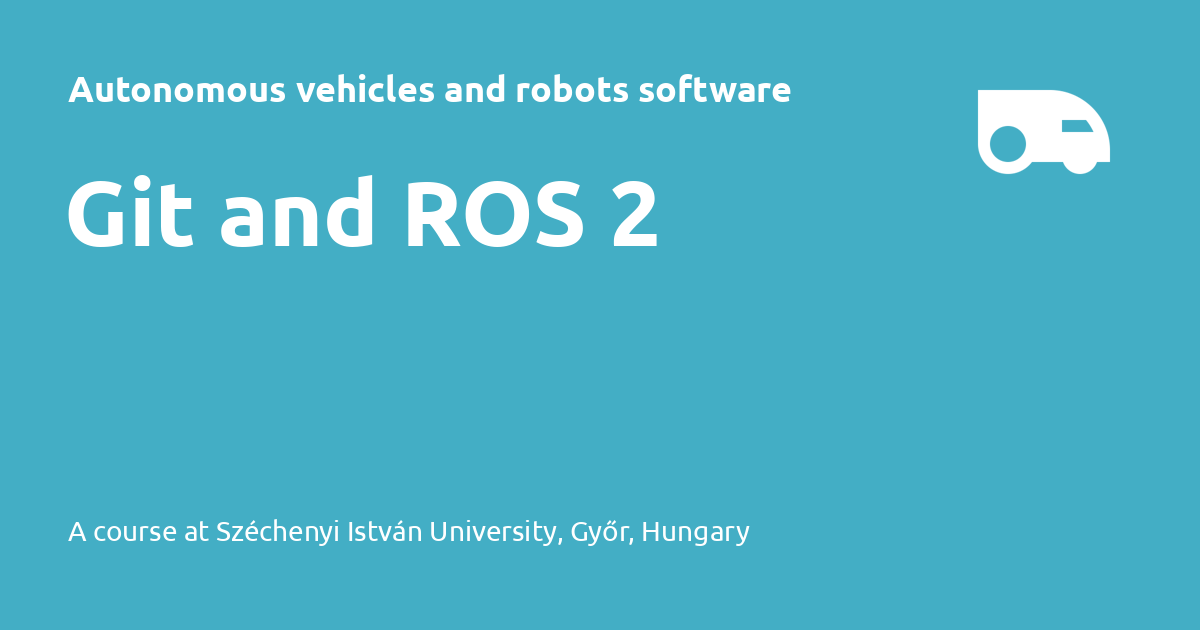 Autonomous vehicles and robots software
Git and ROS 2
A course at Széchenyi István University, Győr, Hungary